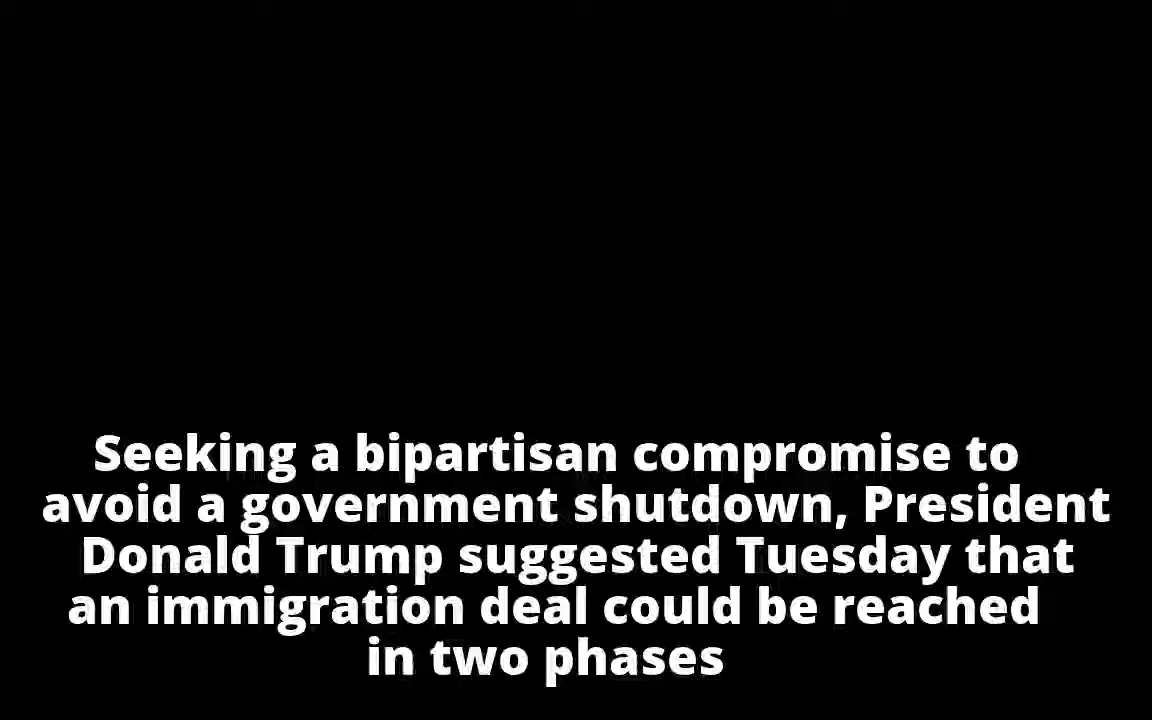 Seeking a bipartisan compromise to
avoid a government shutdown, President
Donald Trump suggested Tuesday that
an immigration deal could be reached
in two phases